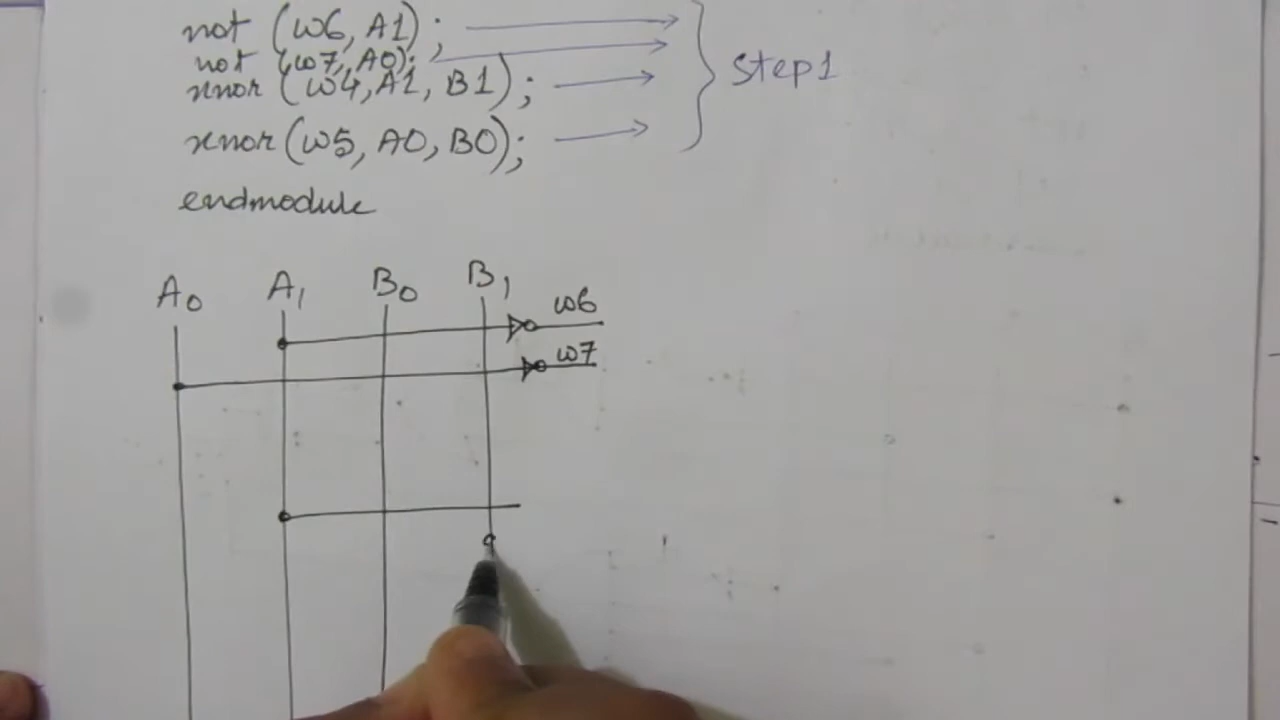 not (w6, A1);
not (w7, A0);
xnor (w4, A1, B1); Step1
xnor (w5, A0, B0);
endmodule
A0 A1 B0 B1
w6
w7